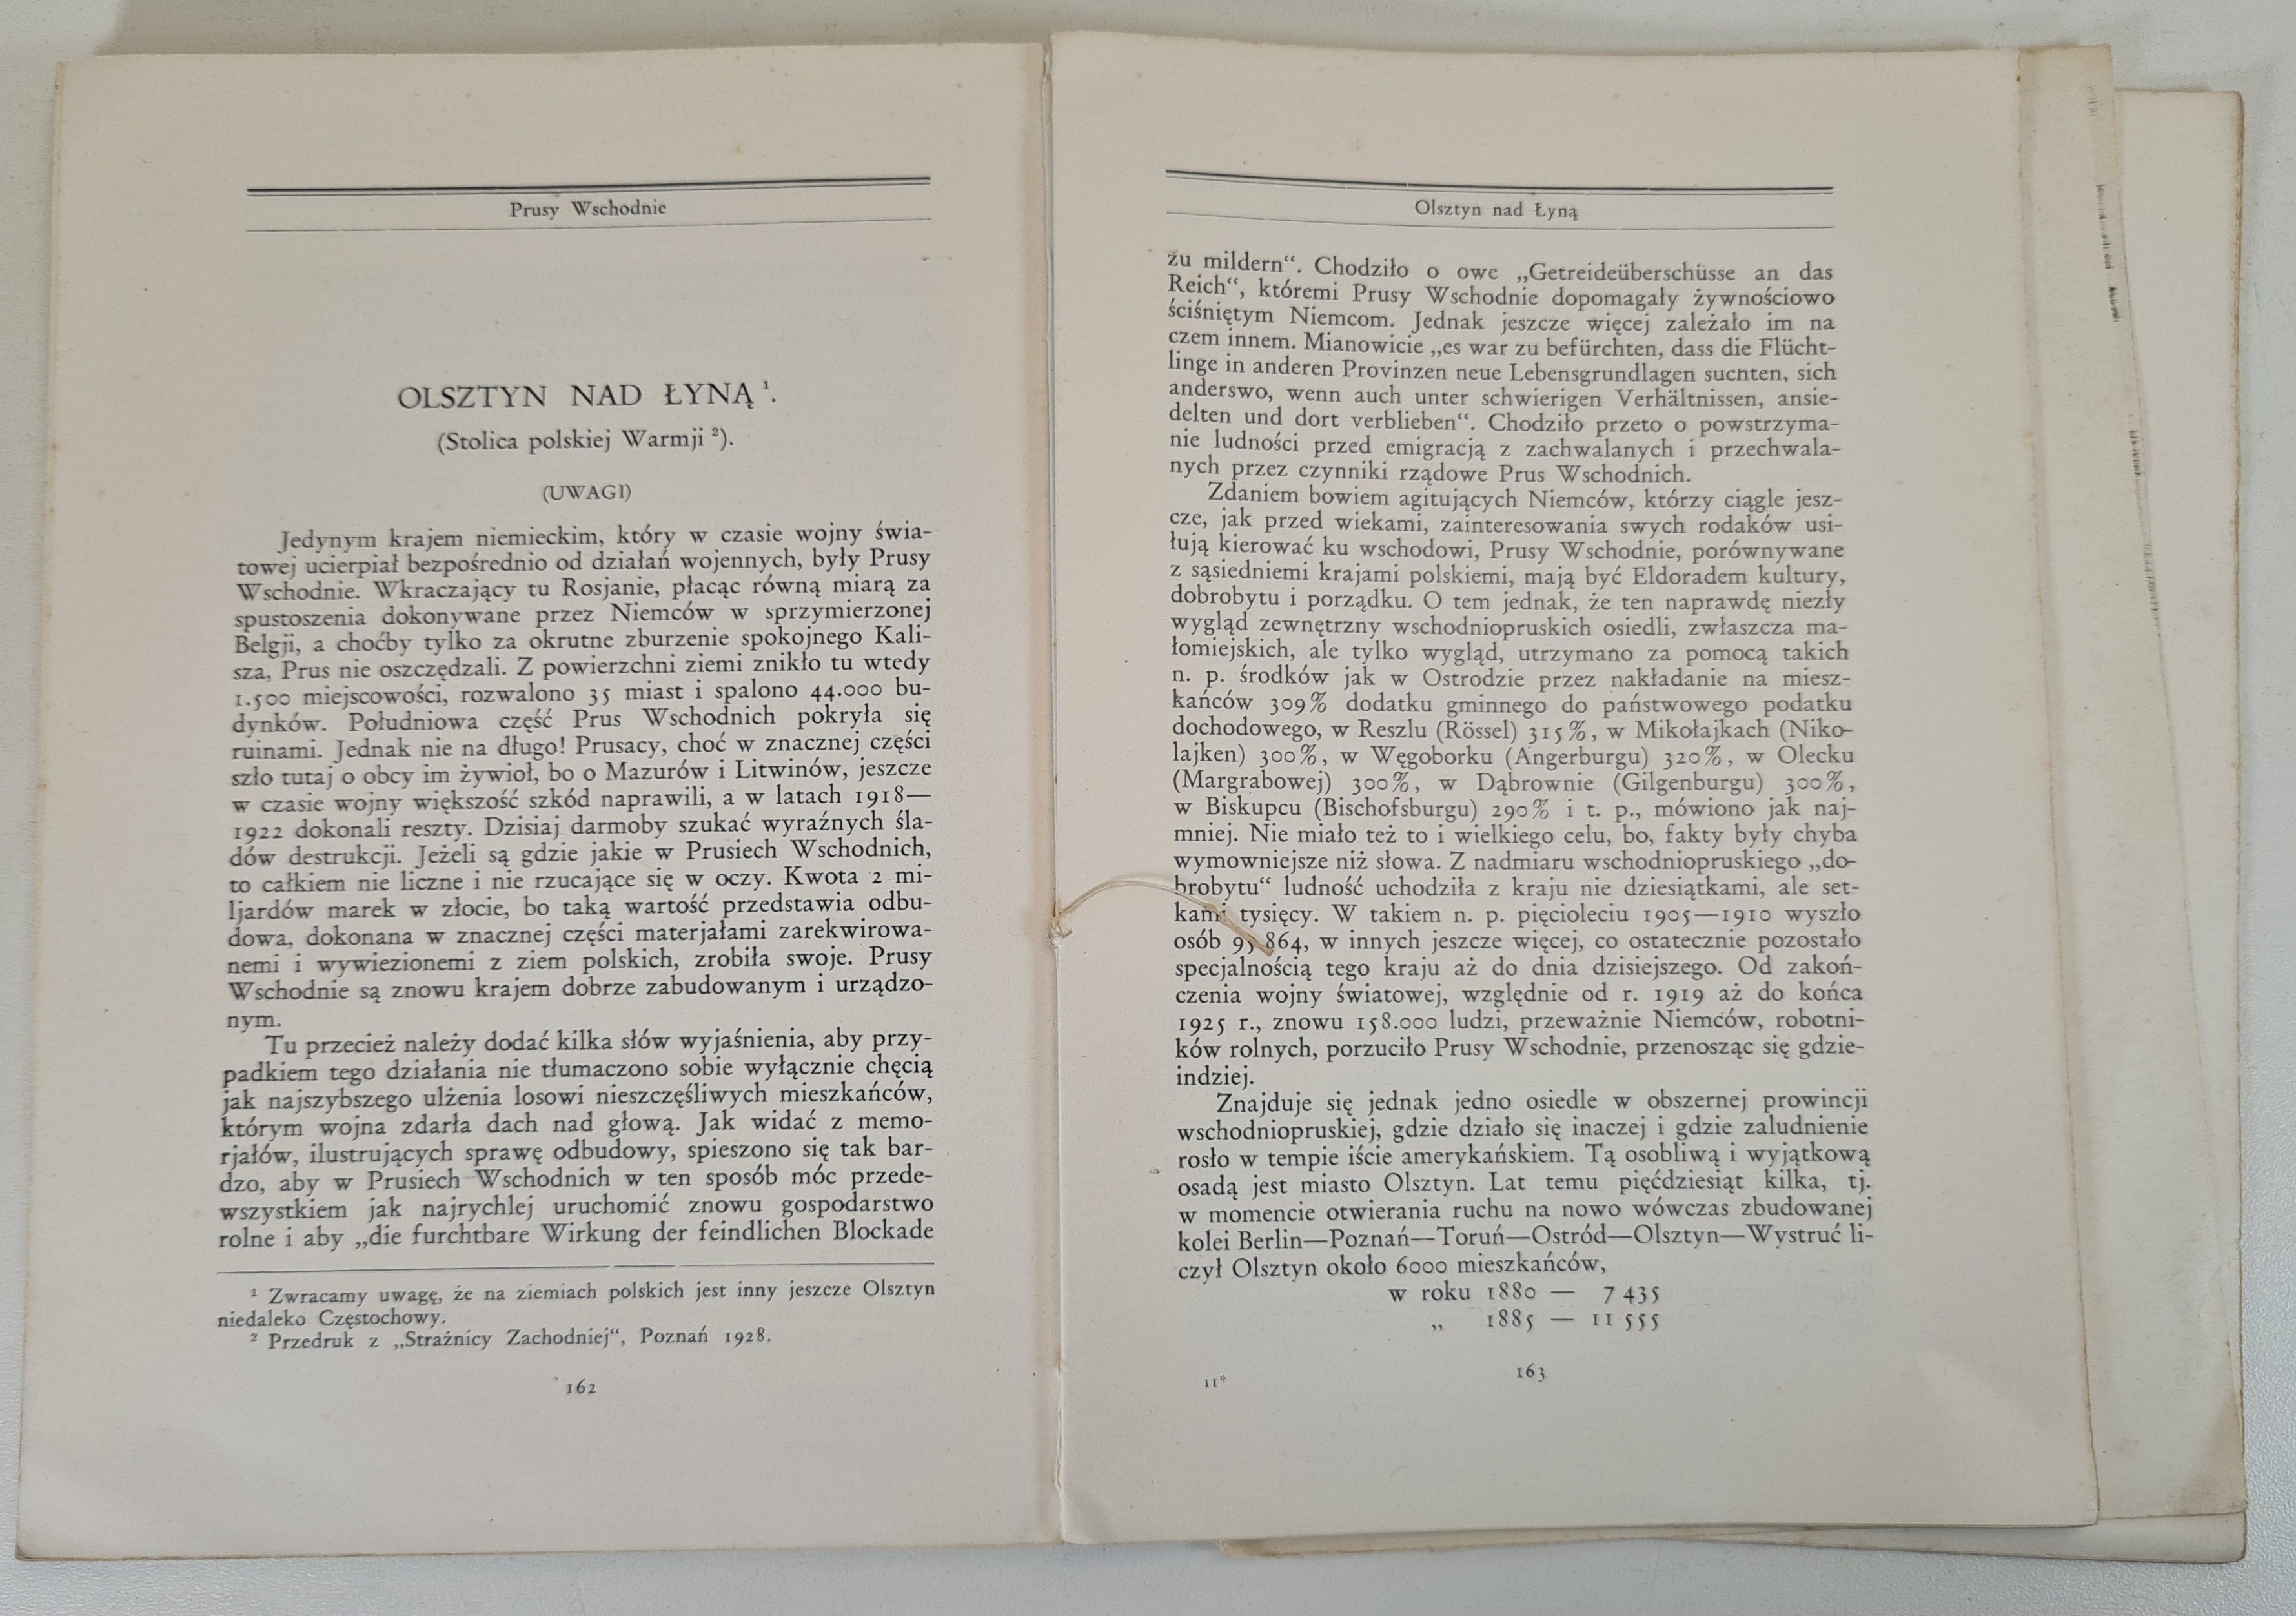 Prusy Wschodnie
OLSZTYN NAD ŁYNĄ ¹.
(Stolica polskiej Warmji ²).
(UWAGI)
Jedynym krajem niemieckim, który w czasie wojny świa-
towej ucierpiał bezpośrednio od działań wojennych, były Prusy
Wschodnie. Wkraczający tu Rosjanie, płacąc równą miarą za
spustoszenia dokonywane przez Niemców w sprzymierzonej
Belgji, a choćby tylko za okrutne zburzenie spokojnego Kali-
sza, Prus nie oszczędzali. Z powierzchni ziemi znikło tu wtedy
1.500 miejscowości, rozwalono 35 miast i spalono 44.000 bu-
dynków. Południowa część Prus Wschodnich pokryła się
ruinami. Jednak nie na długo! Prusacy, choć w znacznej części
szło tutaj o obcy im żywioł, bo o Mazurów i Litwinów, jeszcze
w czasie wojny większość szkód naprawili, a w latach 1918—
1922 dokonali reszty. Dzisiaj darmoby szukać wyraźnych śla-
dów destrukcji. Jeżeli są gdzie jakie w Prusiech Wschodnich,
to całkiem nie liczne i nie rzucające się w oczy. Kwota 2 mi-
ljardów marek w złocie, bo taką wartość przedstawia odbu-
dowa, dokonana w znacznej części materjałami zarekwirowa-
nemi i wywiezionemi z ziem polskich, zrobiła swoje. Prusy
Wschodnie są znowu krajem dobrze zabudowanym i urządzo-
nym.
Tu przecież należy dodać kilka słów wyjaśnienia, aby przy-
padkiem tego działania nie tłumaczono sobie wyłącznie chęcią
jak najszybszego ulżenia losowi nieszczęśliwych mieszkańców,
którym wojna zdarła dach nad głową. Jak widać z memo-
rjałów, ilustrujących sprawę odbudowy, spieszono się tak bar-
dzo, aby w Prusiech Wschodnich w ten sposób móc przede-
wszystkiem jak najrychlej uruchomić znowu gospodarstwo
rolne i aby „die furchtbare Wirkung der feindlichen Blockade
¹ Zwracamy uwagę, że na ziemiach polskich jest inny jeszcze Olsztyn
niedaleko Częstochowy.
² Przedruk z „Strażnicy Zachodniej“, Poznań 1928.
162
Olsztyn nad Łyną
zu mildern“. Chodziło o owe „Getreideüberschüsse an das
Reich“, któremi Prusy Wschodnie dopomagały żywnościowo
ściśniętym Niemcom. Jednak jeszcze więcej zależało im na
czem innem. Mianowicie „es war zu befürchten, dass die Flücht-
linge in anderen Provinzen neue Lebensgrundlagen suchten, sich
anderswo, wenn auch unter schwierigen Verhältnissen, ansie-
delten und dort verblieben“. Chodziło przeto o powstrzyma-
nie ludności przed emigracją z zachwalanych i przechwala-
nych przez czynniki rządowe Prus Wschodnich.
Zdaniem bowiem agitujących Niemców, którzy ciągle jesz-
cze, jak przed wiekami, zainteresowania swych rodaków usi-
łują kierować ku wschodowi, Prusy Wschodnie, porównywane
z sąsiedniemi krajami polskiemi, mają być Eldoradem kultury,
dobrobytu i porządku. O tem jednak, że ten naprawdę niezły
wygląd zewnętrzny wschodniopruskich osiedli, zwłaszcza ma-
łomiejskich, ale tylko wygląd, utrzymano za pomocą takich
n. p. środków jak w Ostrodzie przez nakładanie na miesz-
kańców 309% dodatku gminnego do państwowego podatku
dochodowego, w Reszlu (Rössel) 315%, w Mikołajkach (Niko-
lajken) 300%, w Węgoborku (Angerburgu) 320%, w Olecku
(Margrabowej) 300%, w Dąbrownie (Gilgenburgu) 300%,
w Biskupcu (Bischofsburgu) 290% i t. p., mówiono jak naj-
mniej. Nie miało też to i wielkiego celu, bo, fakty były chyba
wymowniejsze niż słowa. Z nadmiaru wschodniopruskiego „do-
brobytu“ ludność uchodziła z kraju nie dziesiątkami, ale set-
kami tysięcy. W takiem n. p. pięcioleciu 1905—1910 wyszło
osób 864, w innych jeszcze więcej, co ostatecznie pozostało
specjalnością tego kraju aż do dnia dzisiejszego. Od zakoń-
czenia wojny światowej, względnie od r. 1919 aż do końca
1925 r., znowu 158.000 ludzi, przeważnie Niemców, robotni-
ków rolnych, porzuciło Prusy Wschodnie, przenosząc się gdzie-
indziej.
Znajduje się jednak jedno osiedle w obszernej prowincji
wschodniopruskiej, gdzie działo się inaczej i gdzie zaludnienie
rosło w tempie iście amerykańskiem. Tą osobliwą i wyjątkową
osadą jest miasto Olsztyn. Lat temu pięćdziesiąt kilka, tj.
w momencie otwierania ruchu na nowo wówczas zbudowanej
kolei Berlin—Poznań—Toruń—Ostród—Olsztyn—Wystruć li-
czył Olsztyn około 6000 mieszkańców,
w roku 1880 — 7 435
„ 1885 — 11 555
11*
163